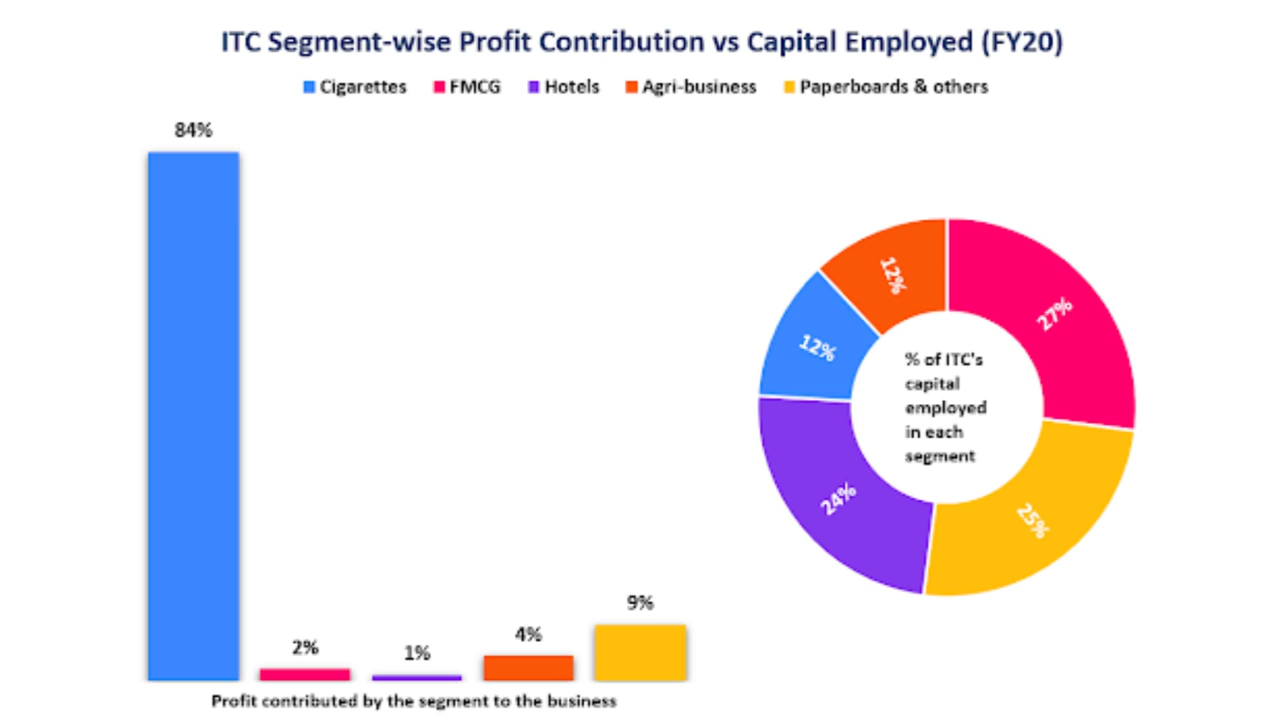 ITC Segment-wise Profit Contribution vs Capital Employed (FY20)
Cigarettes FMCG Hotels Agri-business Paperboards & others
84%
2%
1%
4%
9%
Profit contributed by the segment to the business
12%
27%
12%
24%
25%
% of ITC's
capital
employed
in each
segment